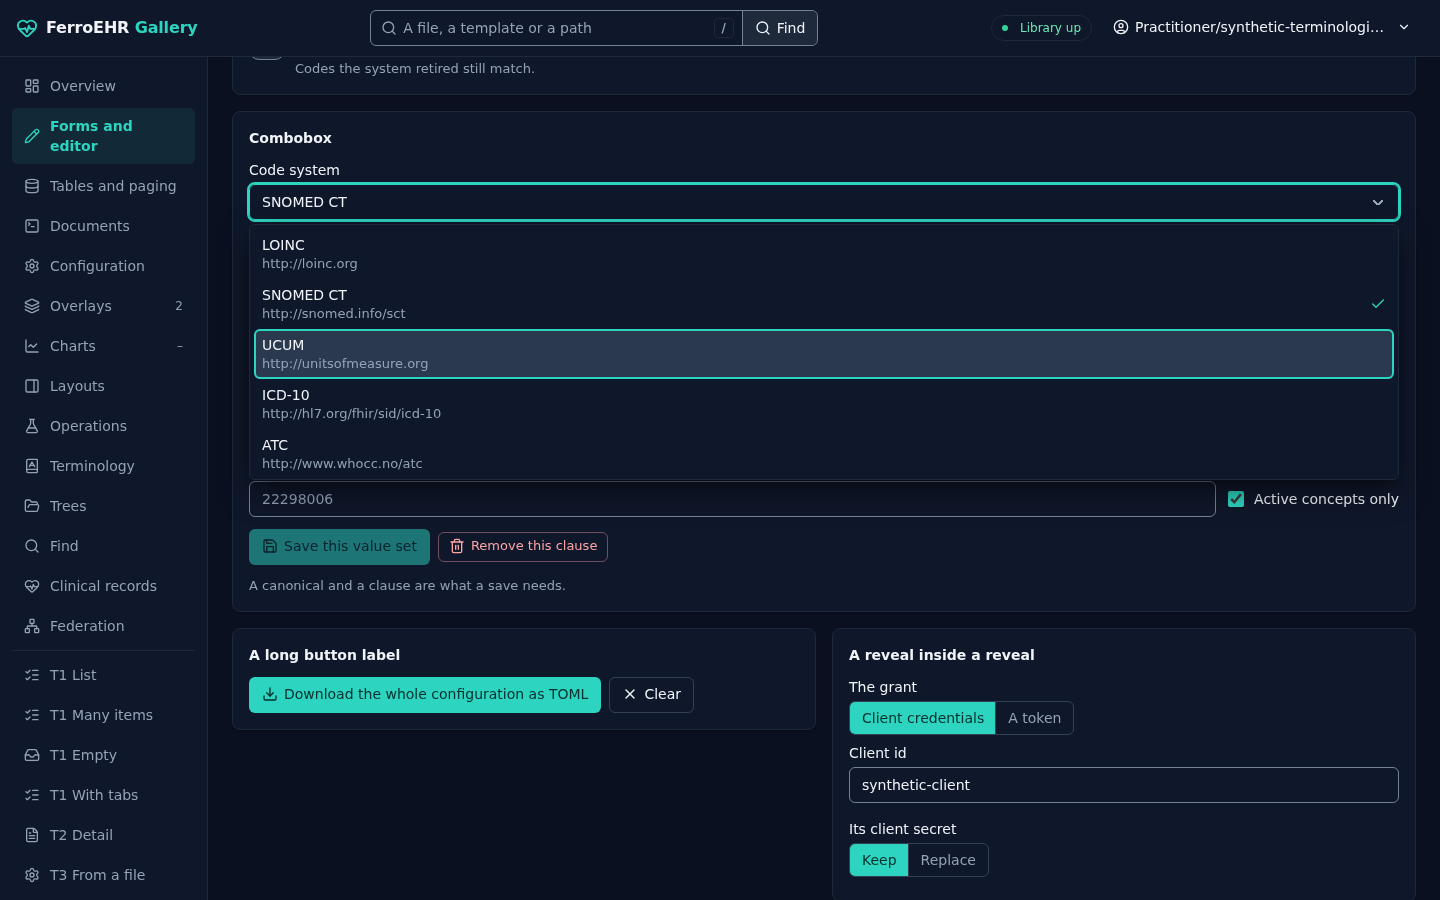 FerroEHR Gallery
A file, a template or a path
/
Find
Library up
Practitioner/synthetic-terminologi…
Overview
Forms and
editor
Tables and paging
Documents
Configuration
Overlays 2
Charts –
Layouts
Operations
Terminology
Trees
Find
Clinical records
Federation
T1 List
T1 Many items
T1 Empty
T1 With tabs
T2 Detail
T3 From a file
Codes the system retired still match.
Combobox
Code system
SNOMED CT
LOINC
http://loinc.org
SNOMED CT
http://snomed.info/sct
UCUM
http://unitsofmeasure.org
ICD-10
http://hl7.org/fhir/sid/icd-10
ATC
http://www.whocc.no/atc
22298006
Active concepts only
Save this value set
Remove this clause
A canonical and a clause are what a save needs.
A long button label
Download the whole configuration as TOML
Clear
A reveal inside a reveal
The grant
Client credentials
A token
Client id
synthetic-client
Its client secret
Keep
Replace